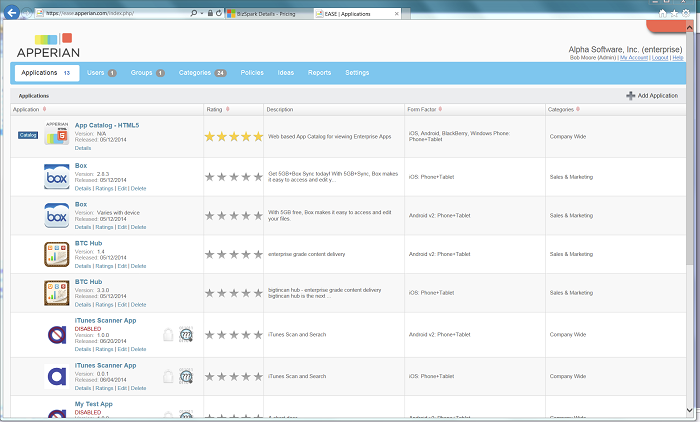 https://ease.apperian.com/index.php/
BizSpark Details - Pricing
EASE | Applications
APPERIAN
Alpha Software, Inc. (enterprise)
Bob Moore (Admin) | My Account | Logout | Help
Applications 13 Users 1 Groups 1 Categories 24 Policies Ideas Reports Settings
Applications
Add Application
Application Rating Description Form Factor Categories
Catalog
APPERIAN
HTML
5
App Catalog - HTML5
Version: N/A
Released: 05/12/2014
Details
Web based App Catalog for viewing Enterprise Apps
iOS, Android, BlackBerry, Windows Phone:
Phone+Tablet
Company Wide
box
Box
Version: 2.8.3
Released: 05/12/2014
Details | Ratings | Edit | Delete
Get 5GB+Box Sync today! With 5GB+Sync, Box makes
it easy to access and edit y...
iOS: Phone+Tablet
Sales & Marketing
box
Box
Version: Varies with device
Released: 05/12/2014
Details | Ratings | Edit | Delete
With 5GB free, Box makes it easy to access and edit
your files.
Android v2: Phone+Tablet
Sales & Marketing
BTC Hub
Version: 1.4
Released: 05/12/2014
Details | Ratings | Edit | Delete
enterprise grade content delivery
Android v2: Phone+Tablet
Sales & Marketing
BTC Hub
Version: 3.3.0
Released: 05/12/2014
Details | Ratings | Edit | Delete
bigtincan hub - enterprise grade content delivery
bigtincan hub is the next ...
iOS: Phone+Tablet
Sales & Marketing
iTunes Scanner App
DISABLED
Version: 1.0.0
Released: 06/20/2014
Details | Ratings | Edit | Delete
iTunes Scan and Serach
Android v2: Phone+Tablet
Company Wide
iTunes Scanner App
Version: 0.0.1
Released: 06/04/2014
Details | Ratings | Edit | Delete
iTunes Scan and Search
iOS: Phone+Tablet
Company Wide
My Test App
DISABLED